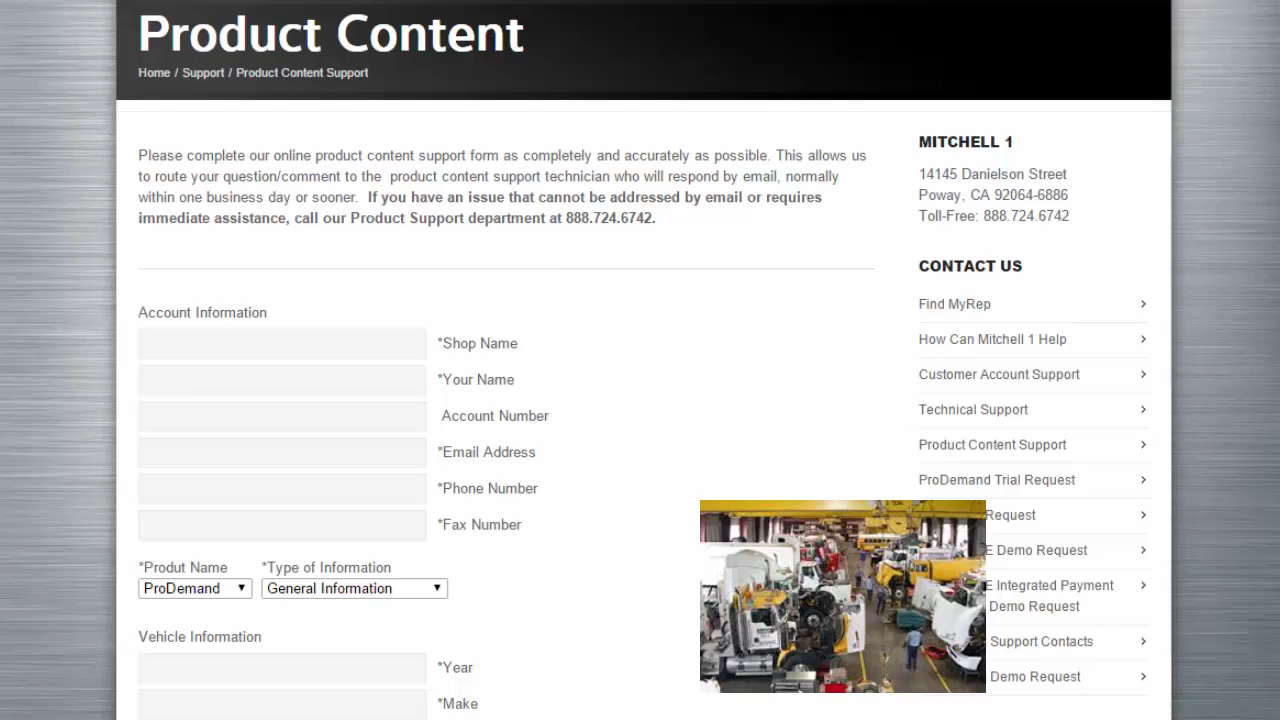 Product Content
Home / Support / Product Content Support
Please complete our online product content support form as completely and accurately as possible. This allows us
to route your question/comment to the product content support technician who will respond by email, normally
within one business day or sooner. If you have an issue that cannot be addressed by email or requires
immediate assistance, call our Product Support department at 888.724.6742.
Account Information
*Shop Name
*Your Name
Account Number
*Email Address
*Phone Number
*Fax Number
*Produt Name *Type of Information
ProDemand General Information
Vehicle Information
*Year
*Make
MITCHELL 1
14145 Danielson Street
Poway, CA 92064-6886
Toll-Free: 888.724.6742
CONTACT US
Find MyRep
How Can Mitchell 1 Help
Customer Account Support
Technical Support
Product Content Support
ProDemand Trial Request
Request
E Demo Request
E Integrated Payment
Demo Request
Support Contacts
Demo Request